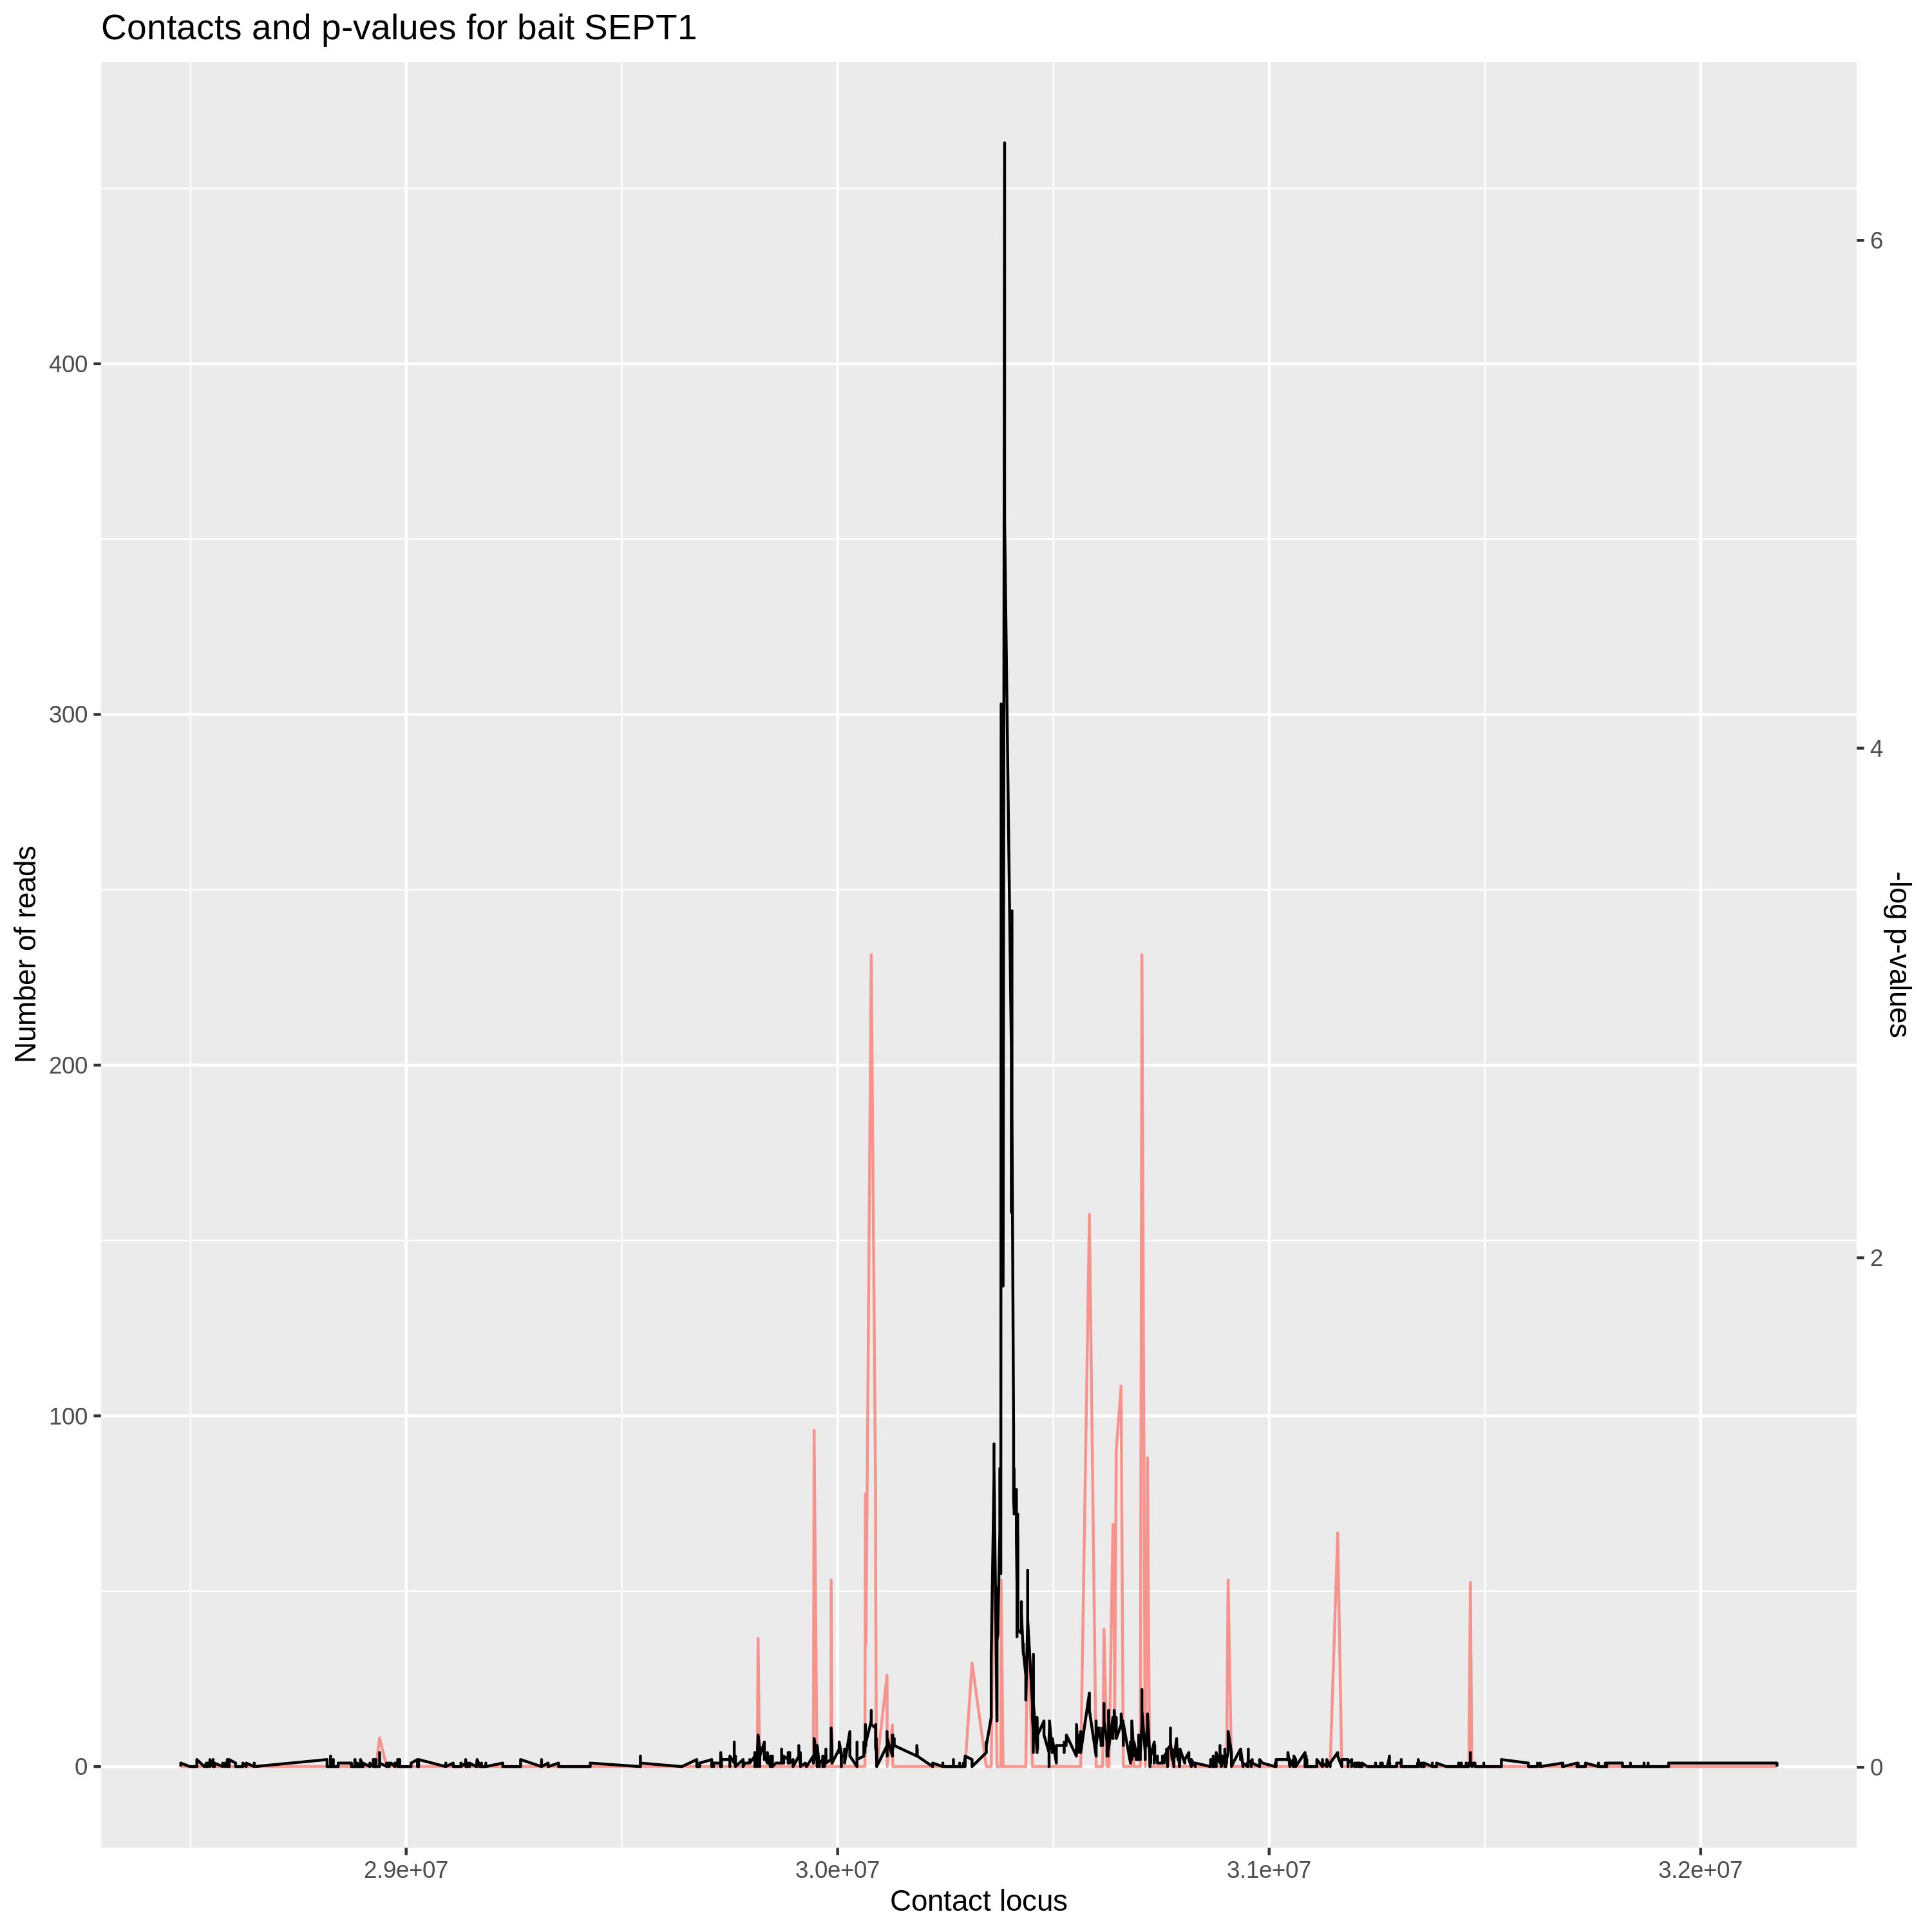 Contacts and p-values for bait SEPT1
Number of reads
400
300
200
100
0
6
4
2
0
-log p-values
2.9e+07
3.0e+07
3.1e+07
3.2e+07
Contact locus